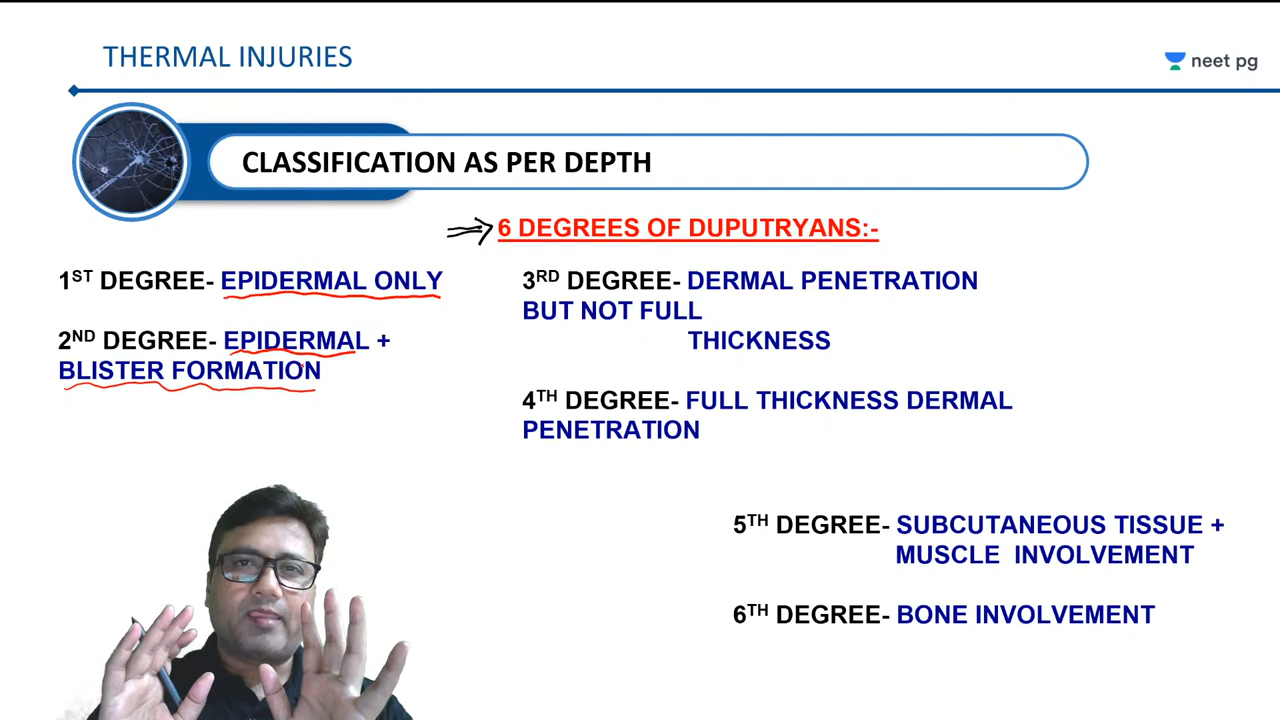 THERMAL INJURIES
neet pg
CLASSIFICATION AS PER DEPTH
6 DEGREES OF DUPUTRYANS:-
1ST DEGREE- EPIDERMAL ONLY
2ND DEGREE- EPIDERMAL +
BLISTER FORMATION
3RD DEGREE- DERMAL PENETRATION
BUT NOT FULL
THICKNESS
4TH DEGREE- FULL THICKNESS DERMAL
PENETRATION
5TH DEGREE- SUBCUTANEOUS TISSUE +
MUSCLE INVOLVEMENT
6TH DEGREE- BONE INVOLVEMENT